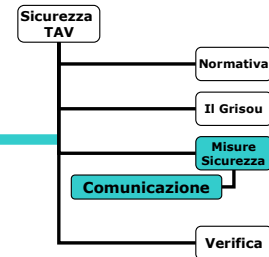 Sicurezza
TAV
Normativa
Il Grisou
Misure
Sicurezza
Comunicazione
Verifica